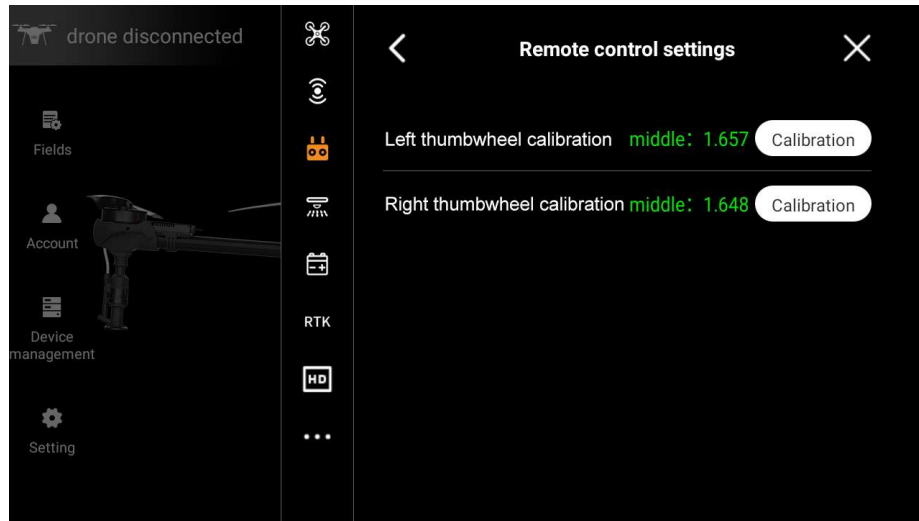 drone disconnected
Fields
Account
Device
management
Setting
RTK
HD
Remote control settings
Left thumbwheel calibration middle： 1.657 Calibration
Right thumbwheel calibration middle： 1.648 Calibration